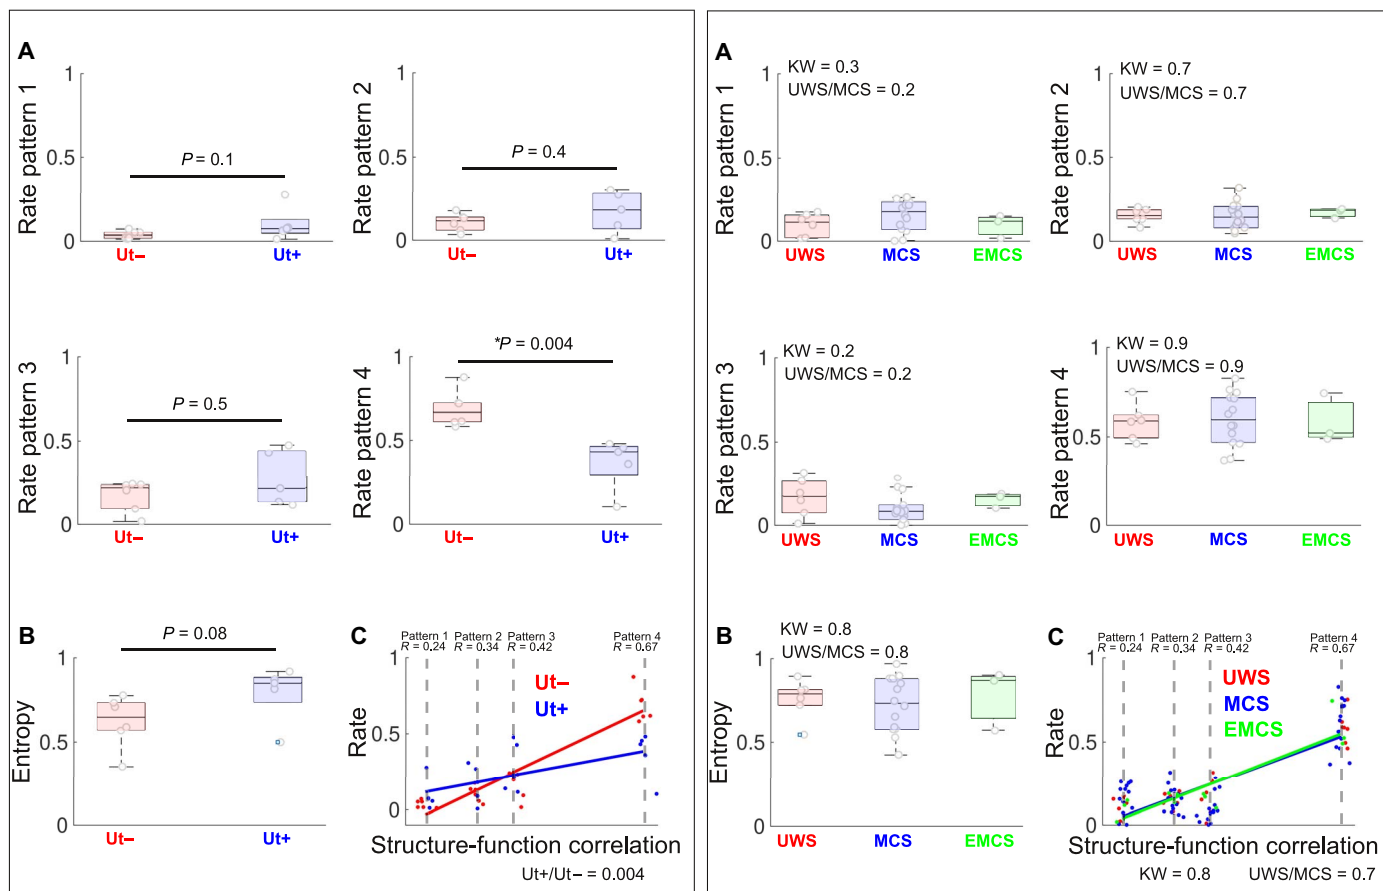 A
Rate pattern 1
1
0.5
0
P = 0.1
Ut−
Ut+
Rate pattern 2
1
0.5
0
P = 0.4
Ut−
Ut+
Rate pattern 3
1
0.5
0
P = 0.5
Ut−
Ut+
Rate pattern 4
1
0.5
0
*P = 0.004
Ut−
Ut+
B
Entropy
1
0.5
0
P = 0.08
Ut−
Ut+
C
Pattern 1
R = 0.24
Pattern 2
R = 0.34
Pattern 3
R = 0.42
Pattern 4
R = 0.67
Rate
1
0.5
0
Ut−
Ut+
Structure-function correlation
Ut+/Ut− = 0.004
A
Rate pattern 1
1
0.5
0
KW = 0.3
UWS/MCS = 0.2
UWS
MCS
EMCS
Rate pattern 2
1
0.5
0
KW = 0.7
UWS/MCS = 0.7
UWS
MCS
EMCS
Rate pattern 3
1
0.5
0
KW = 0.2
UWS/MCS = 0.2
UWS
MCS
EMCS
Rate pattern 4
1
0.5
0
KW = 0.9
UWS/MCS = 0.9
UWS
MCS
EMCS
B
Entropy
1
0.5
0
KW = 0.8
UWS/MCS = 0.8
UWS
MCS
EMCS
C
Pattern 1
R = 0.24
Pattern 2
R = 0.34
Pattern 3
R = 0.42
Pattern 4
R = 0.67
Rate
1
0.5
0
UWS
MCS
EMCS
Structure-function correlation
KW = 0.8
UWS/MCS = 0.7